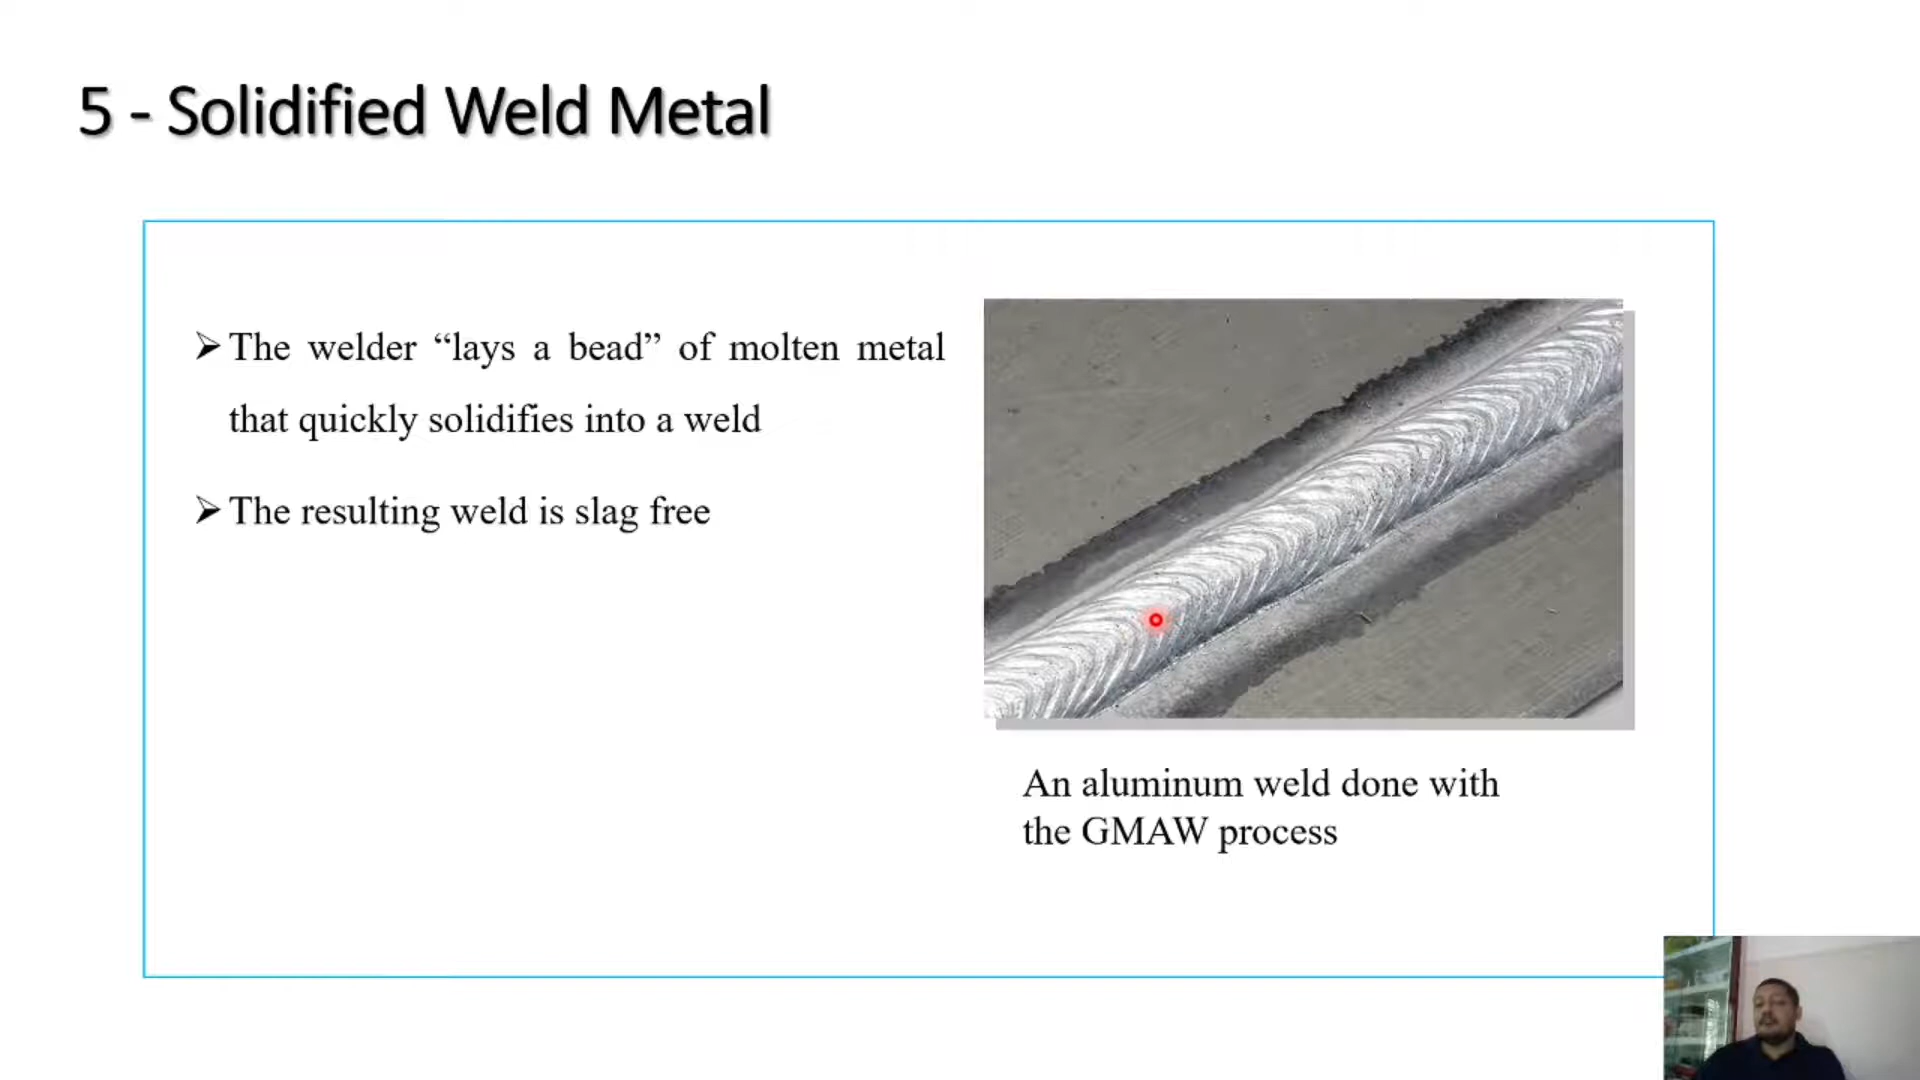 5 - Solidified Weld Metal
➢ The welder “lays a bead” of molten metal
that quickly solidifies into a weld
➢ The resulting weld is slag free
An aluminum weld done with
the GMAW process